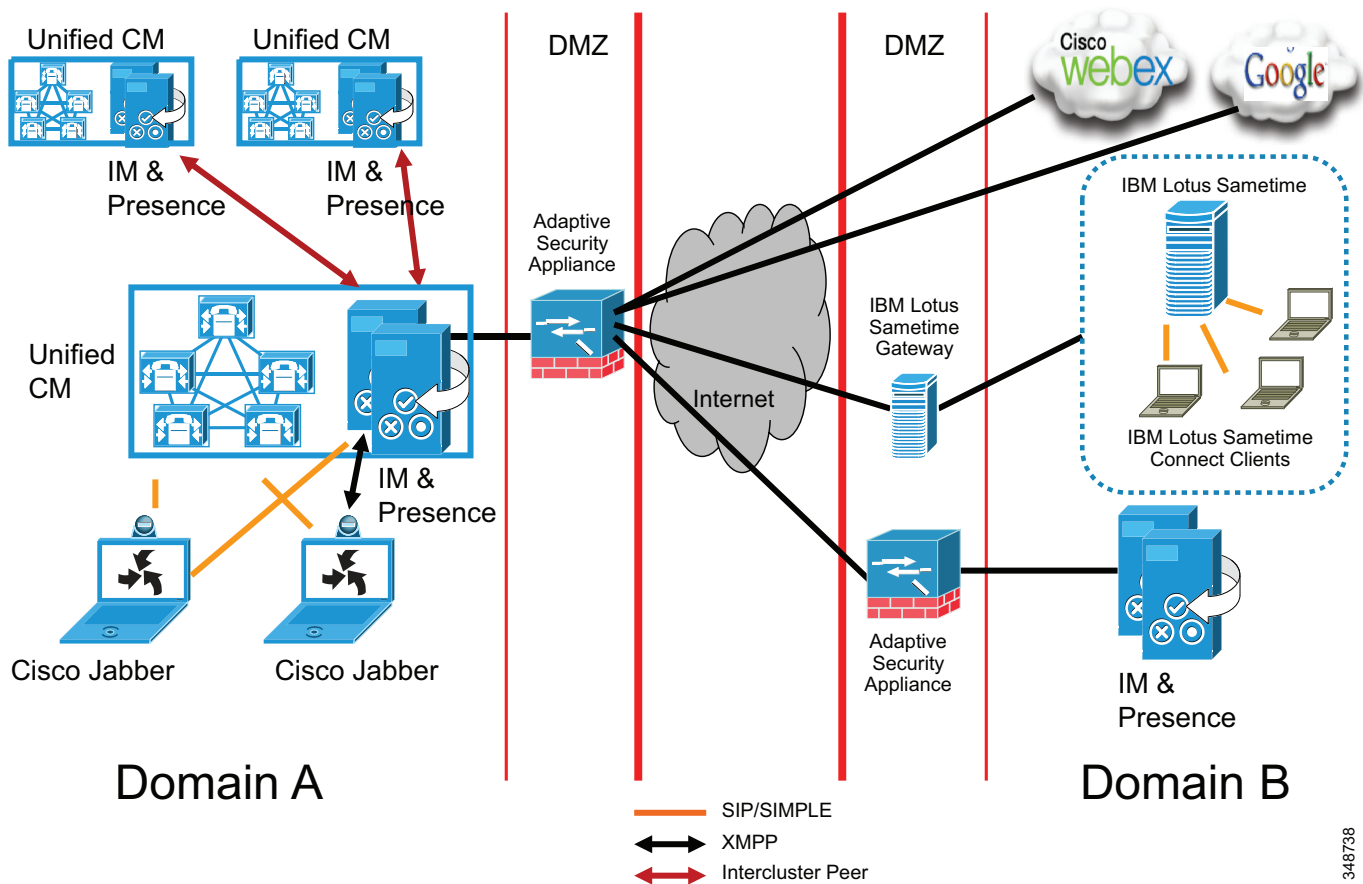 Unified CM
Unified CM
DMZ
DMZ
Cisco
webex
Google
IM &
Presence
IM &
Presence
IBM Lotus Sametime
Adaptive
Security
Appliance
IBM Lotus
Sametime
Gateway
Unified
CM
Internet
IBM Lotus Sametime
Connect Clients
IM &
Presence
Cisco Jabber
Cisco Jabber
Adaptive
Security
Appliance
IM &
Presence
Domain A
Domain B
SIP/SIMPLE
XMPP
Intercluster Peer
348738